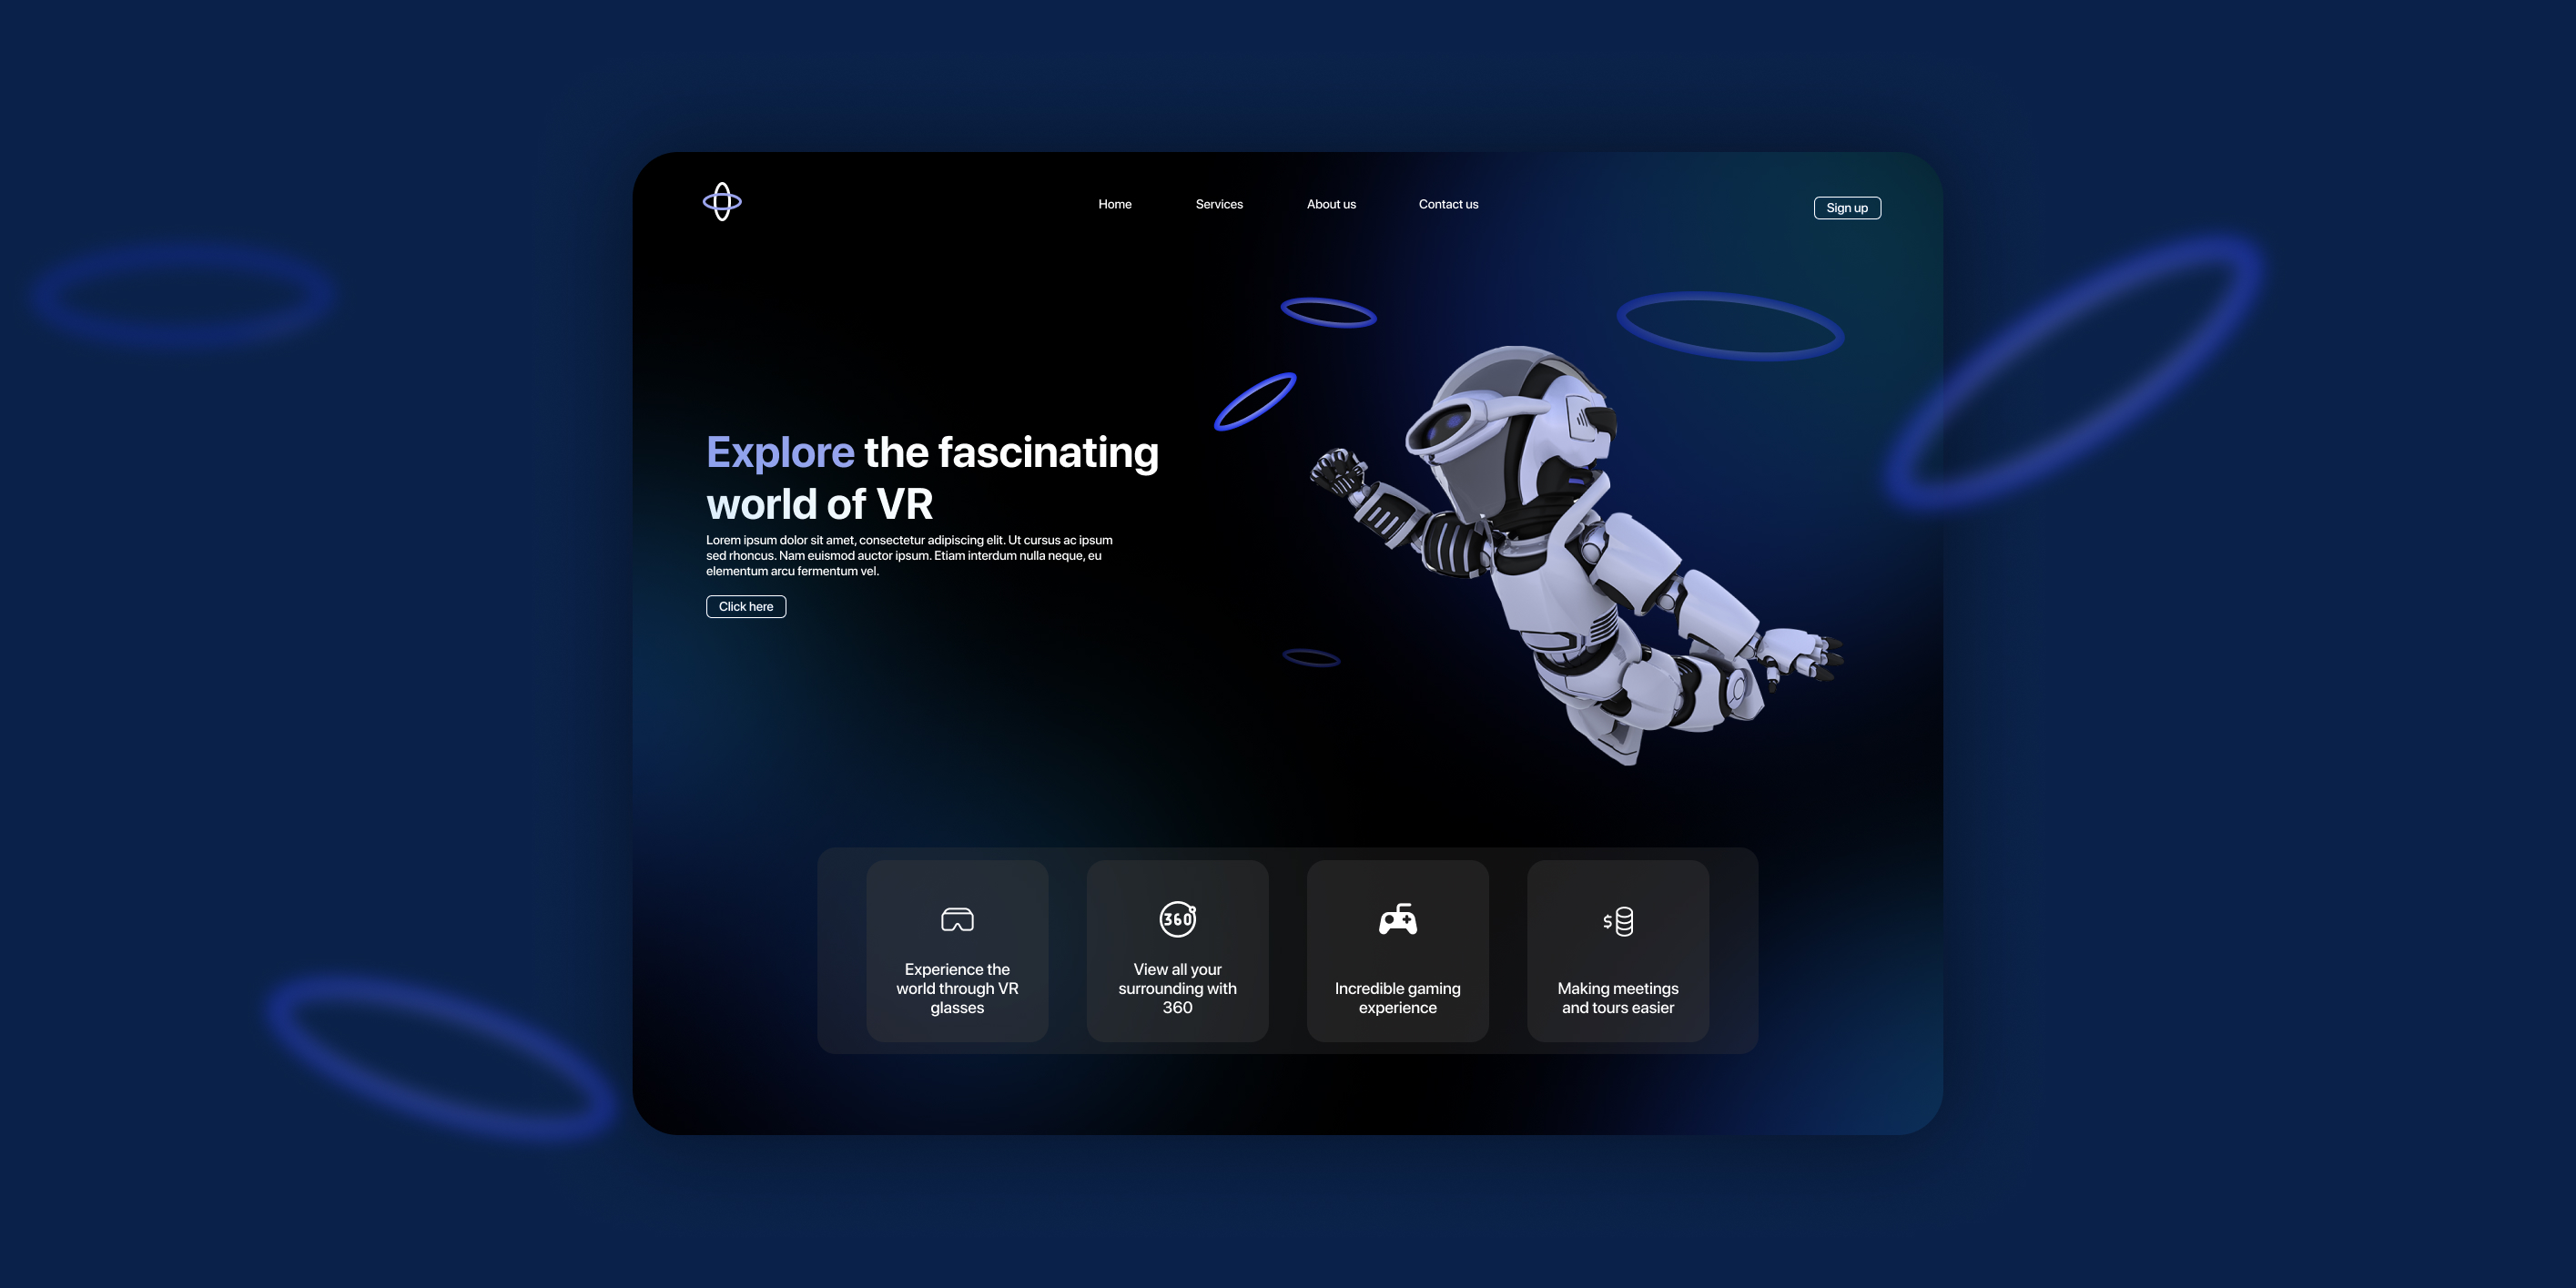 Home
Services
About us
Contact us
Sign up
Explore the fascinating
world of VR
Lorem ipsum dolor sit amet, consectetur adipiscing elit. Ut cursus ac ipsum
sed rhoncus. Nam euismod auctor ipsum. Etiam interdum nulla neque, eu
elementum arcu fermentum vel.
Click here
360
$
Experience the
world through VR
glasses
View all your
surrounding with
360
Incredible gaming
experience
Making meetings
and tours easier